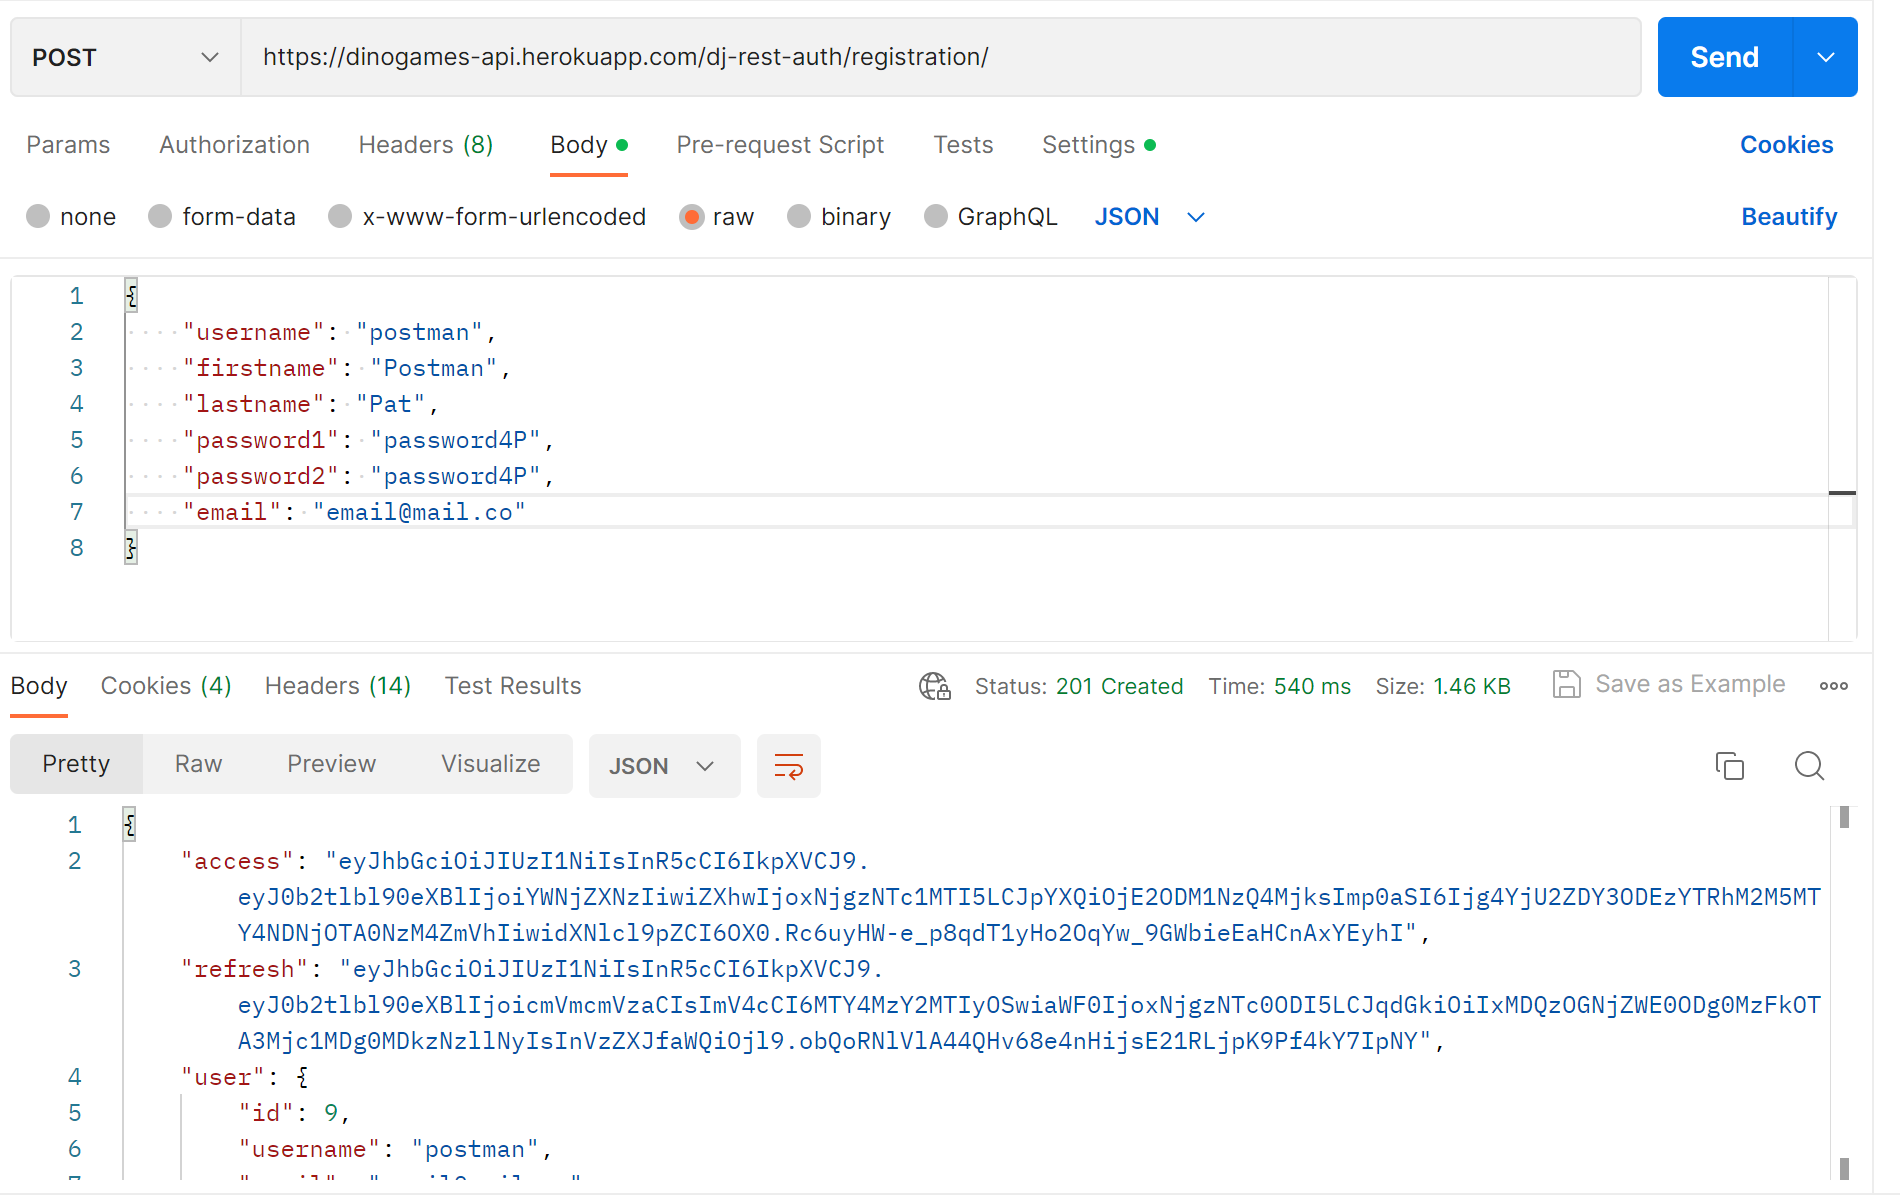 POST https://dinogames-api.herokuapp.com/dj-rest-auth/registration/ Send
Params Authorization Headers (8) Body Pre-request Script Tests Settings Cookies
none form-data x-www-form-urlencoded raw binary GraphQL JSON Beautify
1 {
2 "username": "postman",
3 "firstname": "Postman",
4 "lastname": "Pat",
5 "password1": "password4P",
6 "password2": "password4P",
7 "email": "email@mail.co"
8 }
Body Cookies (4) Headers (14) Test Results Status: 201 Created Time: 540 ms Size: 1.46 KB Save as Example
Pretty Raw Preview Visualize JSON
1 {
2 "access": "eyJhbGciOiJIUzI1NiIsInR5cCI6IkpXVCJ9.
eyJ0b2tlbl90eXBlIjoiYWNjZXNzIiwiZXhwIjoxNjgzNTc1MTI5LCJpYXQiOjE2ODM1NzQ4MjksImp0aSI6Ijg4YjU2ZDY3ODEzYTRhM2M5MT
Y4NDNjOTA0NzM4ZmVhIiwidXNlcl9pZCI6OX0.Rc6uyHW-e_p8qdT1yHo2OqYw_9GWbieEaHCnAxYEyhI",
3 "refresh": "eyJhbGciOiJIUzI1NiIsInR5cCI6IkpXVCJ9.
eyJ0b2tlbl90eXBlIjoicmVmcmVzaCIsImV4cCI6MTY4MzY2MTIyOSwiaWF0IjoxNjgzNTc0ODI5LCJqdGkiOiIxMDQzOGNjZWE0ODg0MzFkOT
A3Mjc1MDg0MDkzNzllNyIsInVzZXJfaWQiOjl9.obQoRNlVlA44QHv68e4nHijsE21RLjpK9Pf4kY7IpNY",
4 "user": {
5 "id": 9,
6 "username": "postman",